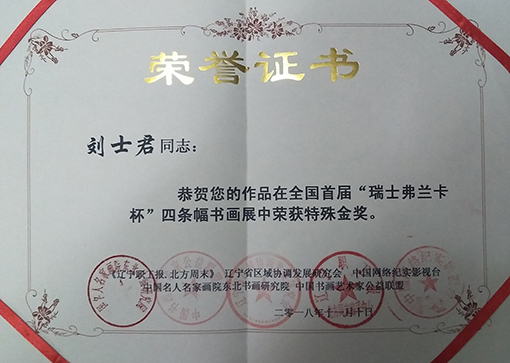 荣誉证书
刘士君同志:
恭贺您的作品在全国首届“瑞士弗兰卡
杯”四条幅书画展中荣获特殊金奖。
《辽宁职工报.北方周末》 辽宁省区域协调发展研究会 中国网络纪实影视台
中国名人名家画院东北书画研究院 中国书画艺术家公益联盟
二零一八年十一月十日